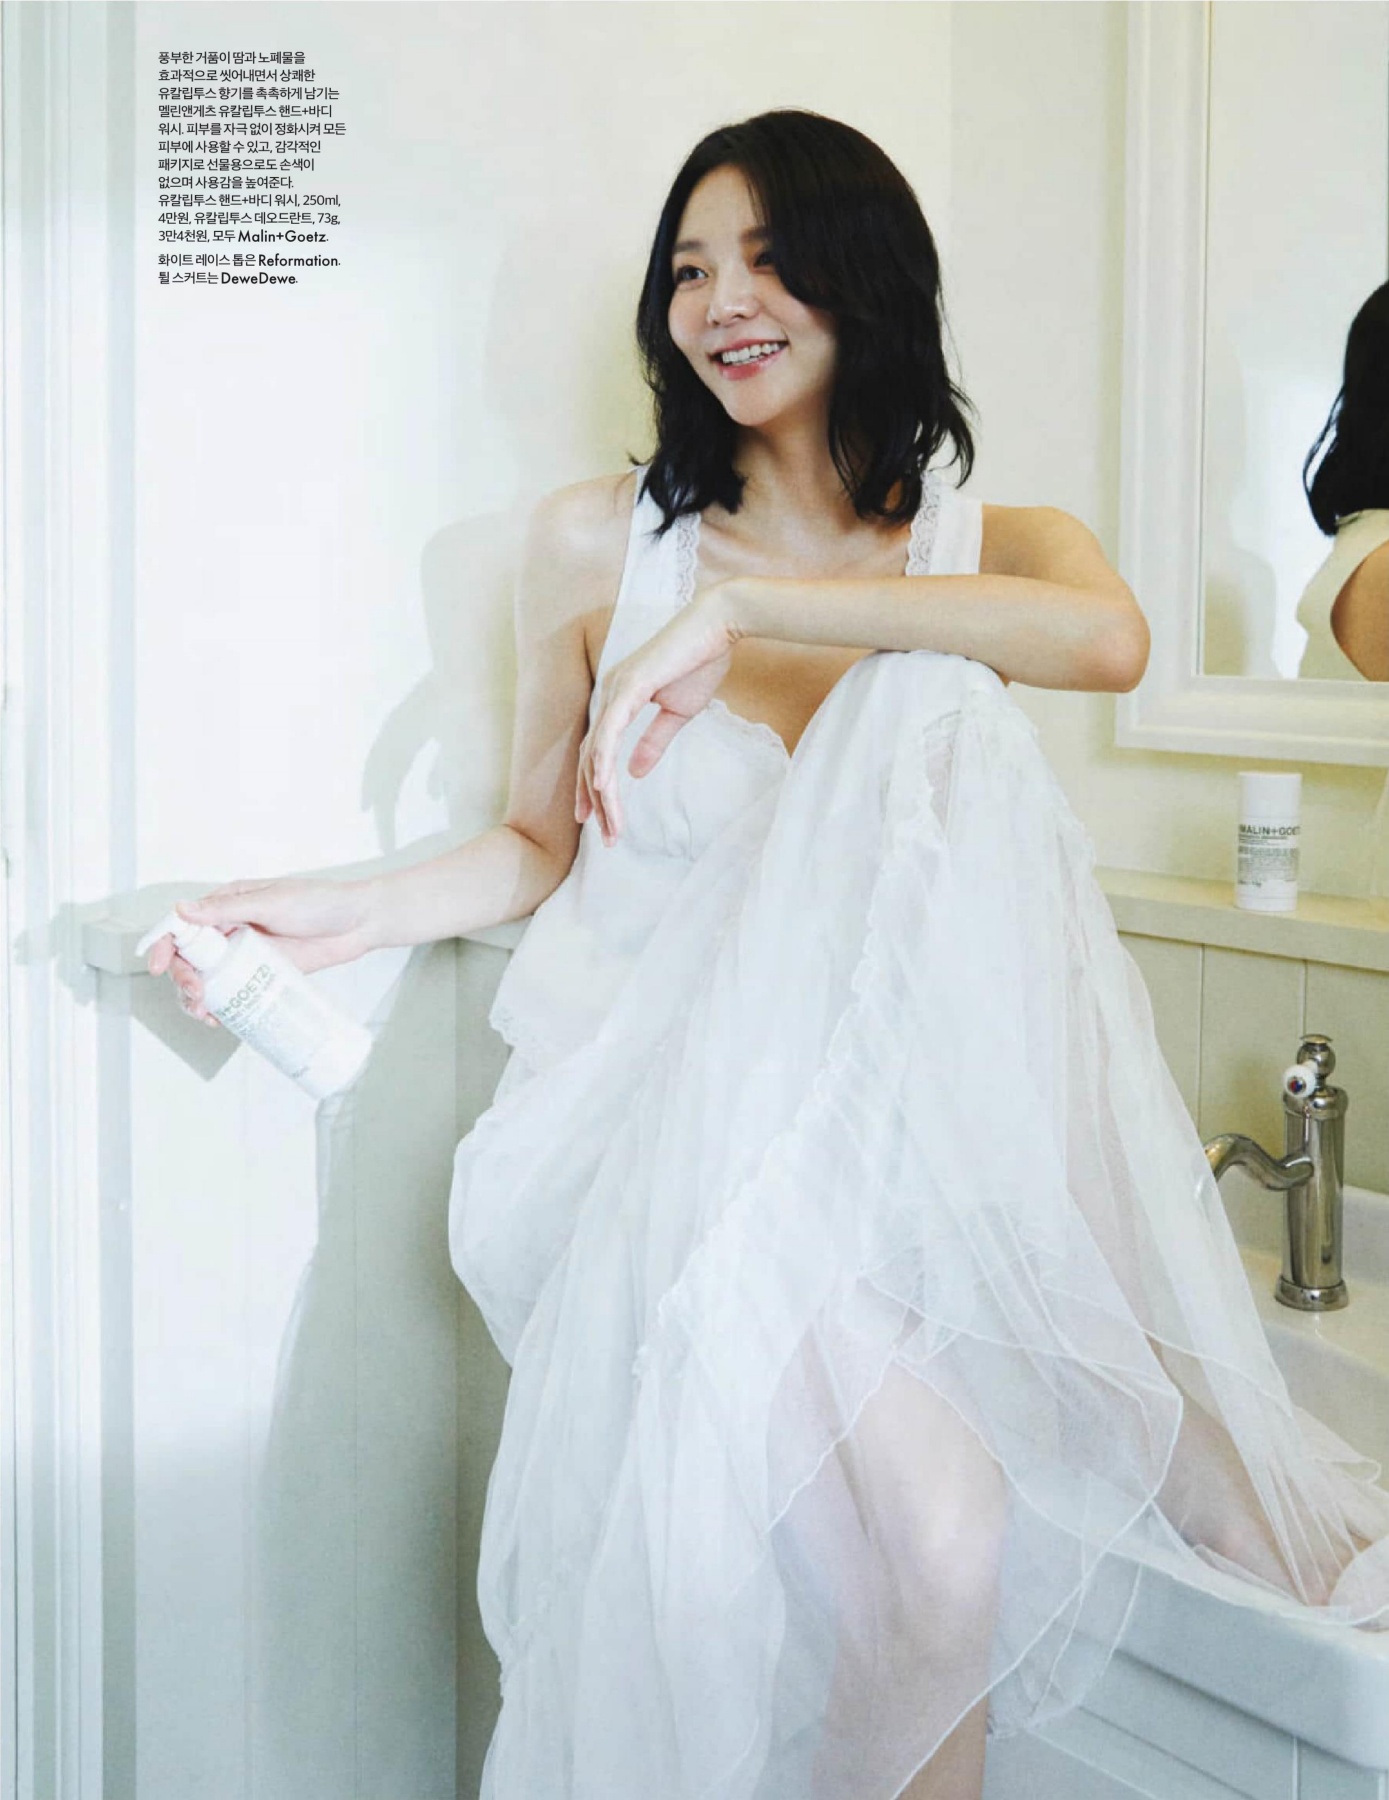 풍부한 거품이 땀과 노폐물을
효과적으로 씻어내면서 상쾌한
유칼립투스 향기를 촉촉하게 남기는
멜린앤게츠 유칼립투스 핸드+바디
워시. 피부를 자극 없이 정화시켜 모든
피부에 사용할 수 있고, 감각적인
패키지로 선물용으로도 손색이
없으며 사용감을 높여준다.
유칼립투스 핸드+바디 워시, 250ml,
4만원, 유칼립투스 데오드란트, 73g,
3만4천원, 모두 Malin+Goetz.
화이트 레이스 톱은 Reformation.
튈 스커트는 DeweDewe.
MALIN+GOET
N+GOETZ